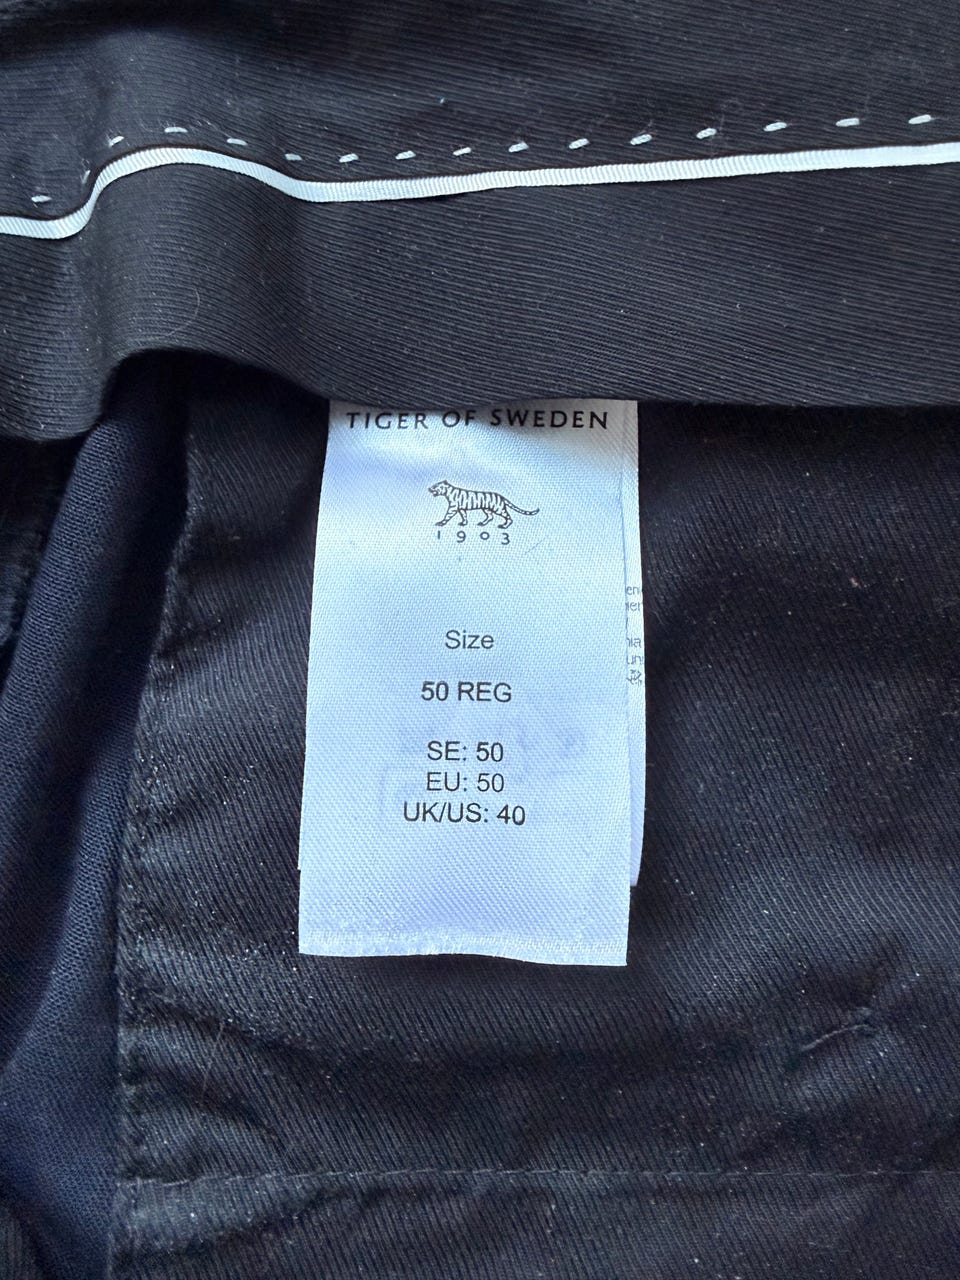 TIGER OF SWEDEN
1903
Size
50 REG
SE: 50
EU: 50
UK/US: 40